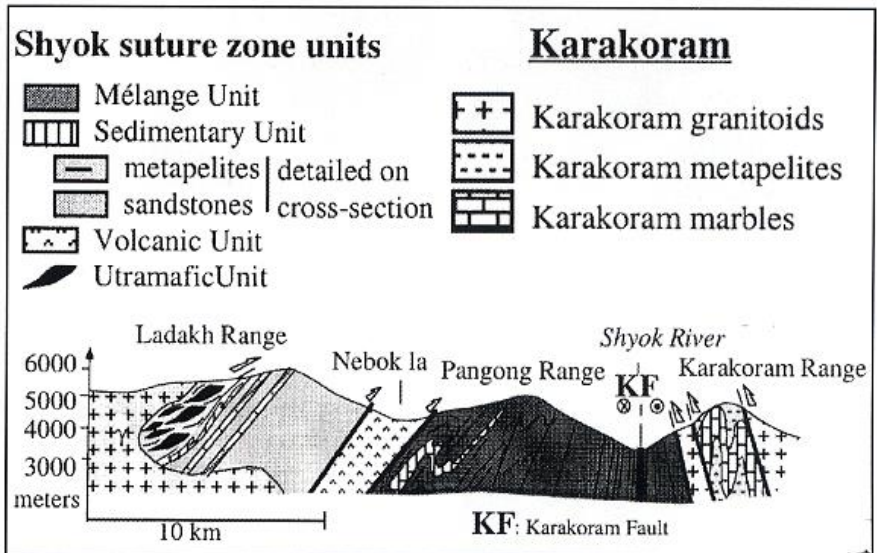 Shyok suture zone units
Mélange Unit
Sedimentary Unit
metapelites
sandstones
detailed on
cross-section
Volcanic Unit
UtramaficUnit
Karakoram
Karakoram granitoids
Karakoram metapelites
Karakoram marbles
Ladakh Range
Nebok la
Pangong Range
Shyok River
KF
Karakoram Range
6000
5000
4000
3000
meters
10 km
KF: Karakoram Fault